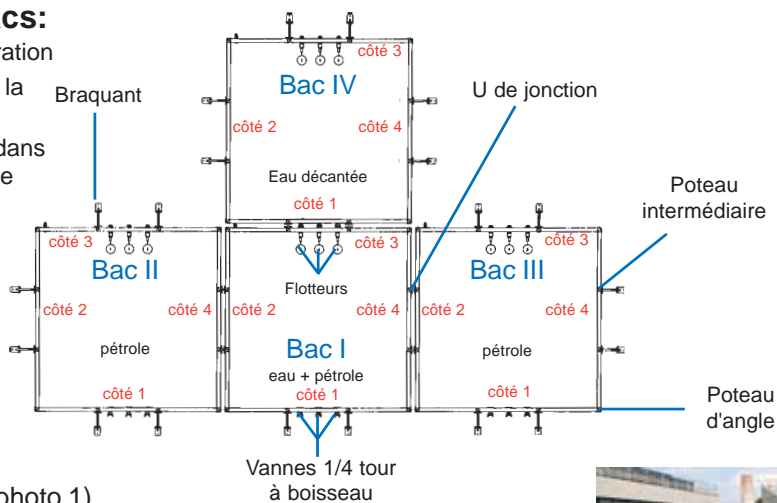 cs:
ration
la
dans
e
Braquant
U de jonction
Poteau
intermédiaire
Poteau
d'angle
côté 3
Bac IV
côté 2
côté 4
Eau décantée
côté 1
côté 3
Bac II
côté 2
côté 4
pétrole
côté 1
côté 3
Flotteurs
côté 2
côté 4
Bac I
eau + pétrole
côté 1
côté 3
Bac III
côté 2
côté 4
pétrole
côté 1
Vannes 1/4 tour
à boisseau
photo 1)